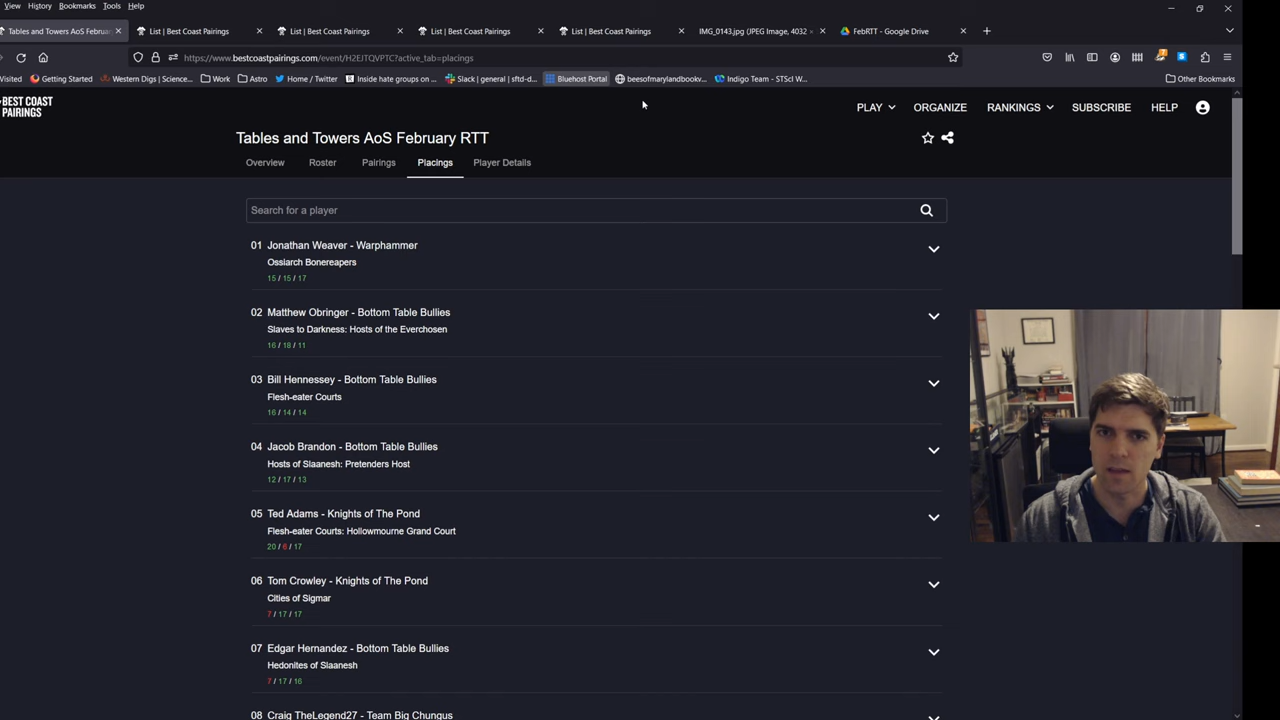 View History Bookmarks Tools Help
Tables and Towers AoS Februar
List | Best Coast Pairings
List | Best Coast Pairings
List | Best Coast Pairings
List | Best Coast Pairings
IMG_0143.jpg (JPEG Image, 4032
FebRTT - Google Drive
https://www.bestcoastpairings.com/event/H2EJTQVPTC?active_tab=placings
Visited Getting Started Western Digi | Science... Work Astro Home / Twitter Inside hate groups on ... Slack | general | sftd-d... Bluehost Portal beesofmarylandbookv... Indigo Team - STScI W... Other Bookmarks
BEST COAST
PAIRINGS
PLAY ORGANIZE RANKINGS SUBSCRIBE HELP
Tables and Towers AoS February RTT
Overview Roster Pairings Placings Player Details
Search for a player
01 Jonathan Weaver - Warphammer
Ossiarch Bonereapers
15 / 15 / 17
02 Matthew Obringer - Bottom Table Bullies
Slaves to Darkness: Hosts of the Everchosen
16 / 18 / 11
03 Bill Hennessey - Bottom Table Bullies
Flesh-eater Courts
16 / 14 / 14
04 Jacob Brandon - Bottom Table Bullies
Hosts of Slaanesh: Pretenders Host
12 / 17 / 13
05 Ted Adams - Knights of The Pond
Flesh-eater Courts: Hollowmourne Grand Court
20 / 6 / 17
06 Tom Crowley - Knights of The Pond
Cities of Sigmar
7 / 17 / 17
07 Edgar Hernandez - Bottom Table Bullies
Hedonites of Slaanesh
7 / 17 / 16
08 Craig TheLegend27 - Team Big Chungus